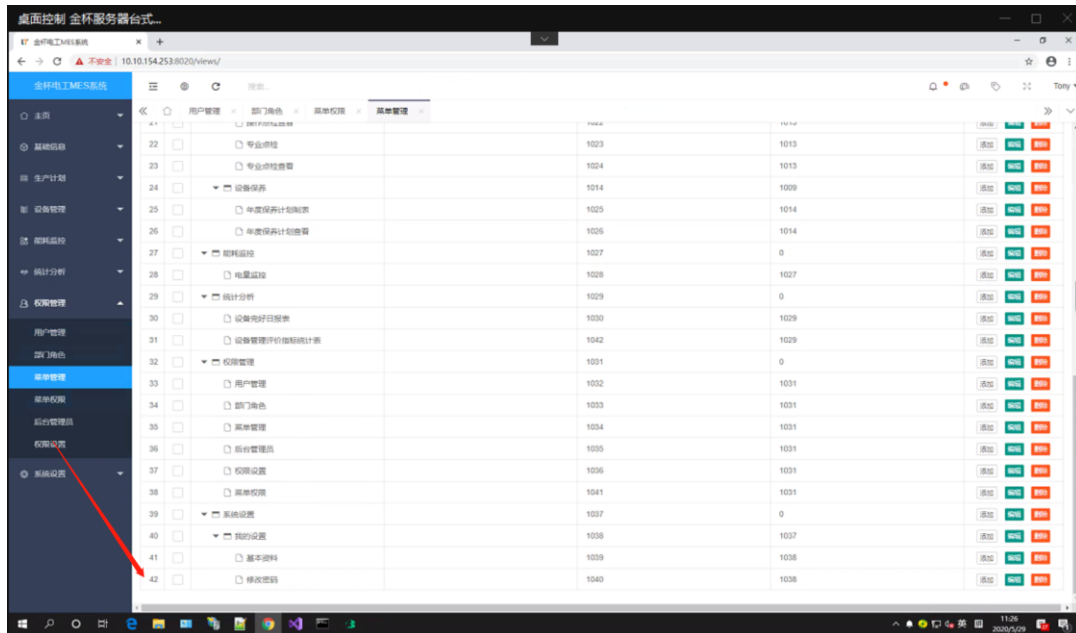 桌面控制 金杯服务器台式...
金杯电工MES系统
不安全 10.10.154.253:8020/views/
金杯电工MES系统
搜索...
Tony
主页
用户管理 部门角色 菜单权限 菜单管理
基础信息
生产计划
设备管理
能耗监控
统计分析
权限管理
用户管理
部门角色
菜单管理
菜单权限
后台管理员
权限设置
系统设置
21 1022 1013
22 专业点检 1023 1013 添加 编辑 删除
23 专业点检查看 1024 1013 添加 编辑 删除
24 设备保养 1014 1009 添加 编辑 删除
25 年度保养计划制表 1025 1014 添加 编辑 删除
26 年度保养计划查看 1026 1014 添加 编辑 删除
27 能耗监控 1027 0 添加 编辑 删除
28 电量监控 1028 1027 添加 编辑 删除
29 统计分析 1029 0 添加 编辑 删除
30 设备完好日报表 1030 1029 添加 编辑 删除
31 设备管理评价指标统计表 1042 1029 添加 编辑 删除
32 权限管理 1031 0 添加 编辑 删除
33 用户管理 1032 1031 添加 编辑 删除
34 部门角色 1033 1031 添加 编辑 删除
35 菜单管理 1034 1031 添加 编辑 删除
36 后台管理员 1035 1031 添加 编辑 删除
37 权限设置 1036 1031 添加 编辑 删除
38 菜单权限 1041 1031 添加 编辑 删除
39 系统设置 1037 0 添加 编辑 删除
40 我的设置 1038 1037 添加 编辑 删除
41 基本资料 1039 1038 添加 编辑 删除
42 修改密码 1040 1038 添加 编辑 删除
英
11:26
2020/5/29